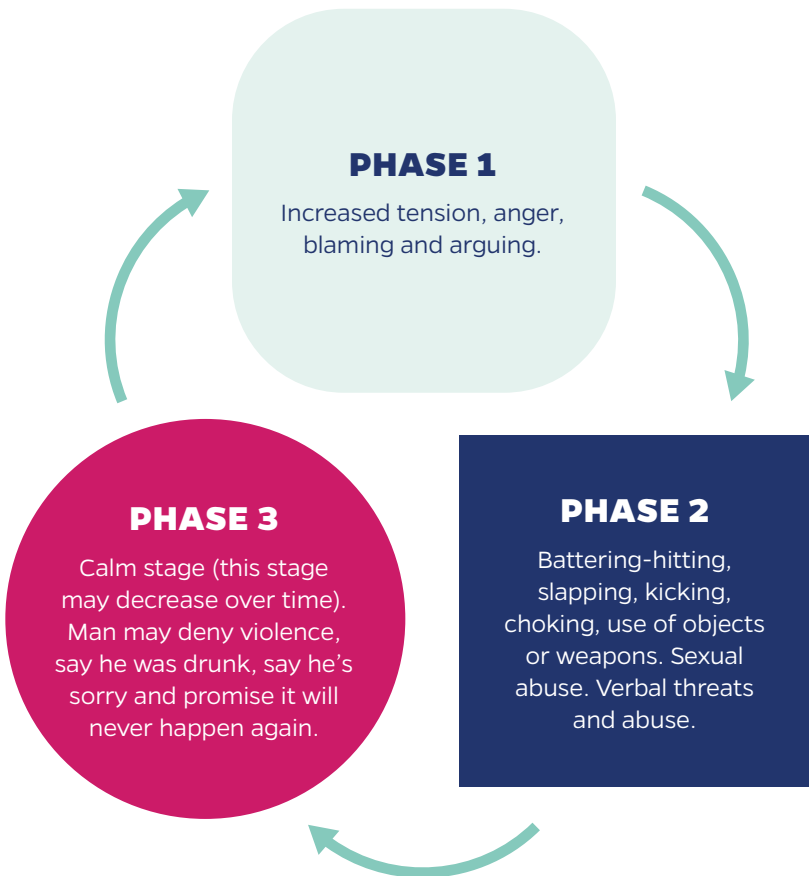 PHASE 1
Increased tension, anger,
blaming and arguing.
PHASE 2
Battering-hitting,
slapping, kicking,
choking, use of objects
or weapons. Sexual
abuse. Verbal threats
and abuse.
PHASE 3
Calm stage (this stage
may decrease over time).
Man may deny violence,
say he was drunk, say he’s
sorry and promise it will
never happen again.